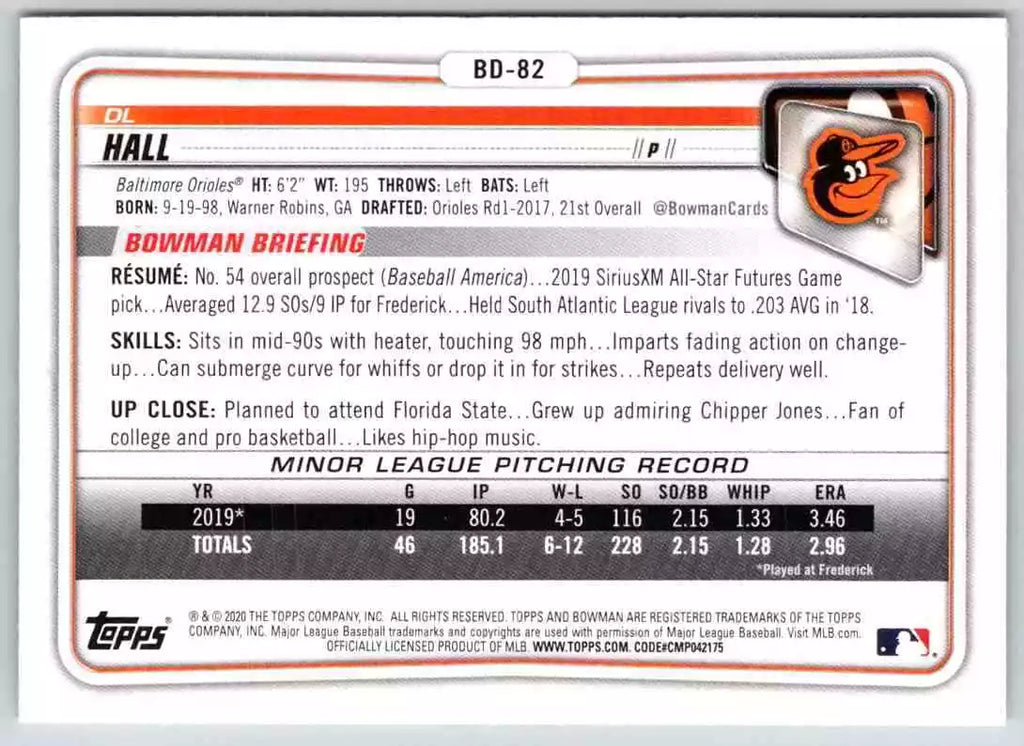 BD-82
DL
HALL //P//
Baltimore Orioles® HT: 6'2" WT: 195 THROWS: Left BATS: Left
BORN: 9-19-98, Warner Robins, GA DRAFTED: Orioles Rd1-2017, 21st Overall @BowmanCards
TM
BOWMAN BRIEFING
RÉSUMÉ: No. 54 overall prospect (Baseball America)...2019 SiriusXM All-Star Futures Game
pick...Averaged 12.9 SOs/9 IP for Frederick...Held South Atlantic League rivals to .203 AVG in '18.
SKILLS: Sits in mid-90s with heater, touching 98 mph...Imparts fading action on change-
up...Can submerge curve for whiffs or drop it in for strikes...Repeats delivery well.
UP CLOSE: Planned to attend Florida State...Grew up admiring Chipper Jones...Fan of
college and pro basketball...Likes hip-hop music.
MINOR LEAGUE PITCHING RECORD
YR G IP W-L SO SO/BB WHIP ERA
2019* 19 80.2 4-5 116 2.15 1.33 3.46
TOTALS 46 185.1 6-12 228 2.15 1.28 2.96
*Played at Frederick
topps®
® & © 2020 THE TOPPS COMPANY, INC. ALL RIGHTS RESERVED. TOPPS AND BOWMAN ARE REGISTERED TRADEMARKS OF THE TOPPS
COMPANY, INC. Major League Baseball trademarks and copyrights are used with permission of Major League Baseball. Visit MLB.com.
OFFICIALLY LICENSED PRODUCT OF MLB. WWW.TOPPS.COM. CODE#CMP042175